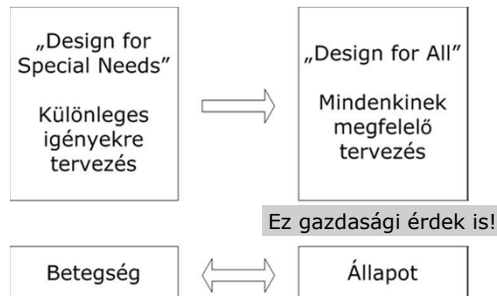 „Design for
Special Needs”
Különleges
igényekre
tervezés
„Design for All”
Mindenkinek
megfelelő
tervezés
Ez gazdasági érdek is!
Betegség
Állapot